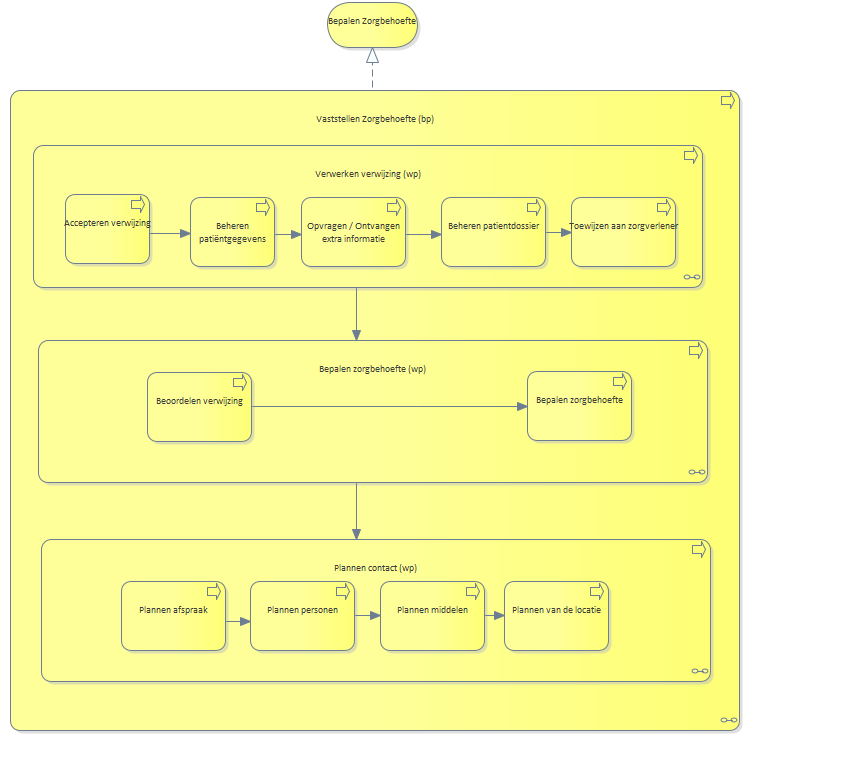 Bepalen Zorgbehoefte
Vaststellen Zorgbehoefte (bp)
Verwerken verwijzing (wp)
Accepteren verwijzing
Beheren
patiëntgegevens
Opvragen / Ontvangen
extra informatie
Beheren patientdossier
Toewijzen aan zorgverlener
Bepalen zorgbehoefte (wp)
Beoordelen verwijzing
Bepalen zorgbehoefte
Plannen contact (wp)
Plannen afspraak
Plannen personen
Plannen middelen
Plannen van de locatie